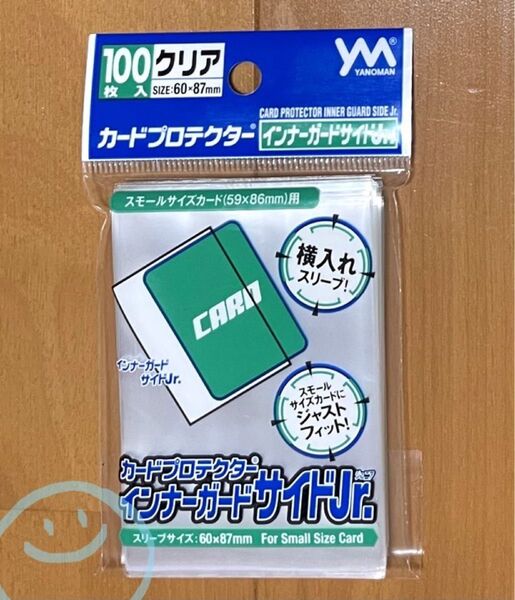 100
枚入
クリア
SIZE:60×87mm
YM®
YANOMAN
CARD PROTECTOR INNER GUARD SIDE Jr.
カードプロテクター® インナーガードサイドJr.
スモールサイズカード(59×86mm)用
横入れ
スリーブ!
CARD
インナーガード
サイドJr.
スモール
サイズカードに
ジャスト
フィット!
カードプロテクター®
インナーガードサイドJr.
ジュニア
スリーブサイズ:60×87mm For Small Size Card